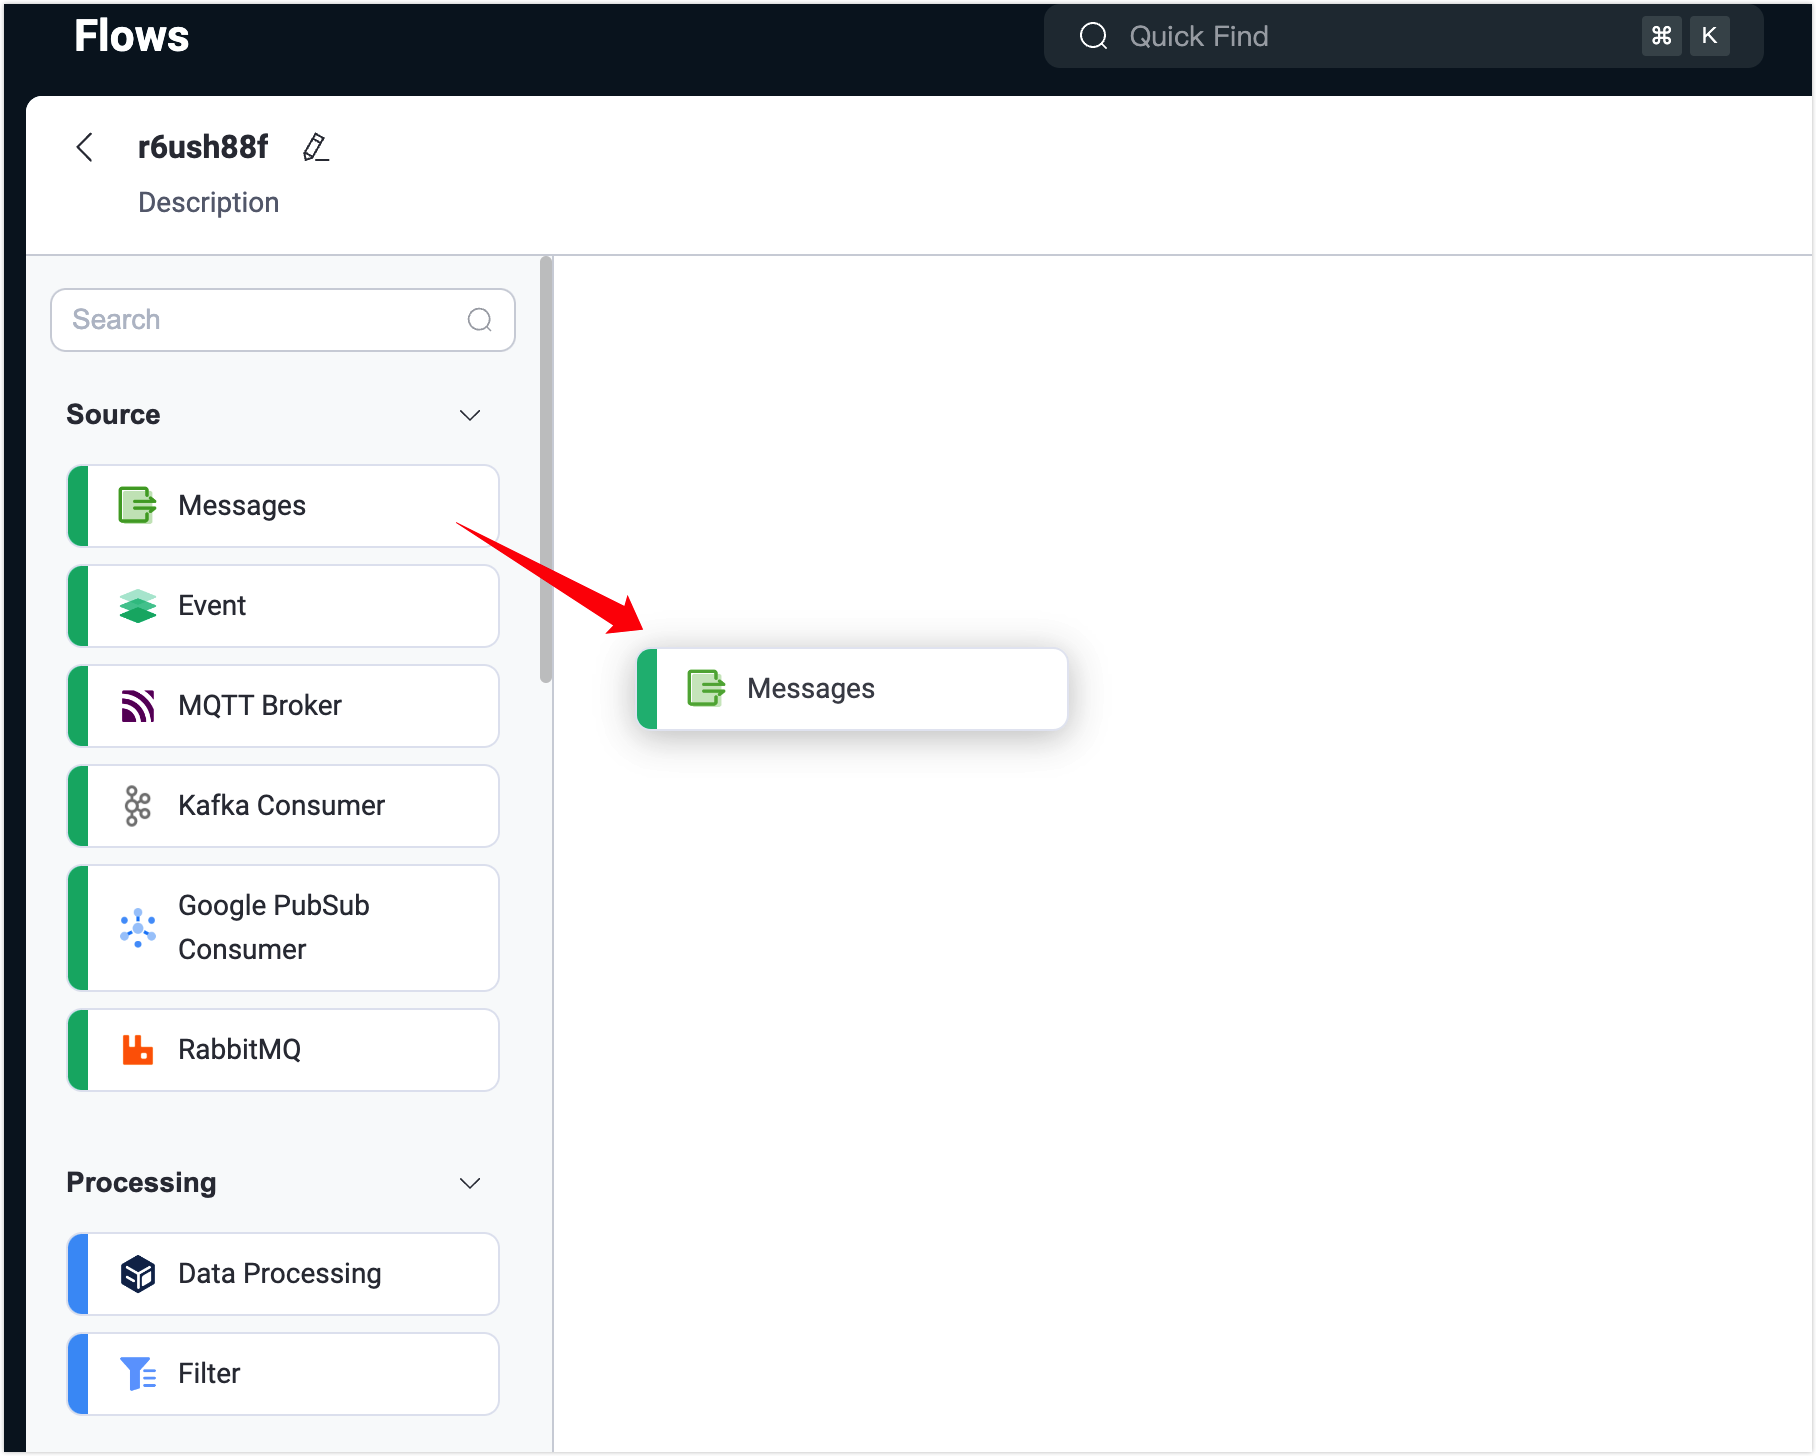 Flows
Quick Find
⌘ K
r6ush88f
Description
Search
Source
Messages
Event
MQTT Broker
Kafka Consumer
Google PubSub
Consumer
RabbitMQ
Processing
Data Processing
Filter
Messages